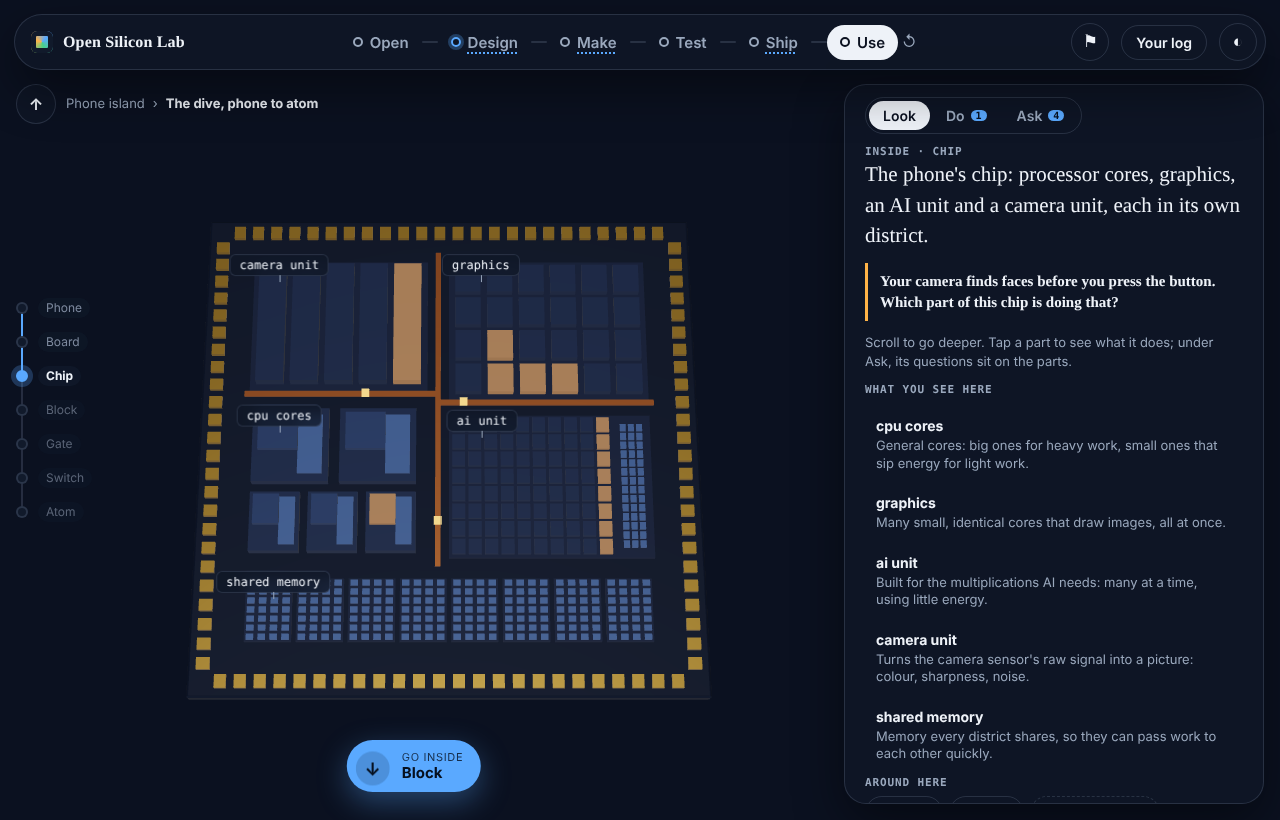 Open Silicon Lab
Open
Design
Make
Test
Ship
Use
Your log
Phone island › The dive, phone to atom
Phone
Board
Chip
Block
Gate
Switch
Atom
camera unit
graphics
cpu cores
ai unit
shared memory
GO INSIDE
Block
Look
Do 1
Ask 4
INSIDE · CHIP
The phone's chip: processor cores, graphics,
an AI unit and a camera unit, each in its own
district.
Your camera finds faces before you press the button.
Which part of this chip is doing that?
Scroll to go deeper. Tap a part to see what it does; under
Ask, its questions sit on the parts.
WHAT YOU SEE HERE
cpu cores
General cores: big ones for heavy work, small ones that
sip energy for light work.
graphics
Many small, identical cores that draw images, all at once.
ai unit
Built for the multiplications AI needs: many at a time,
using little energy.
camera unit
Turns the camera sensor's raw signal into a picture:
colour, sharpness, noise.
shared memory
Memory every district shares, so they can pass work to
each other quickly.
AROUND HERE